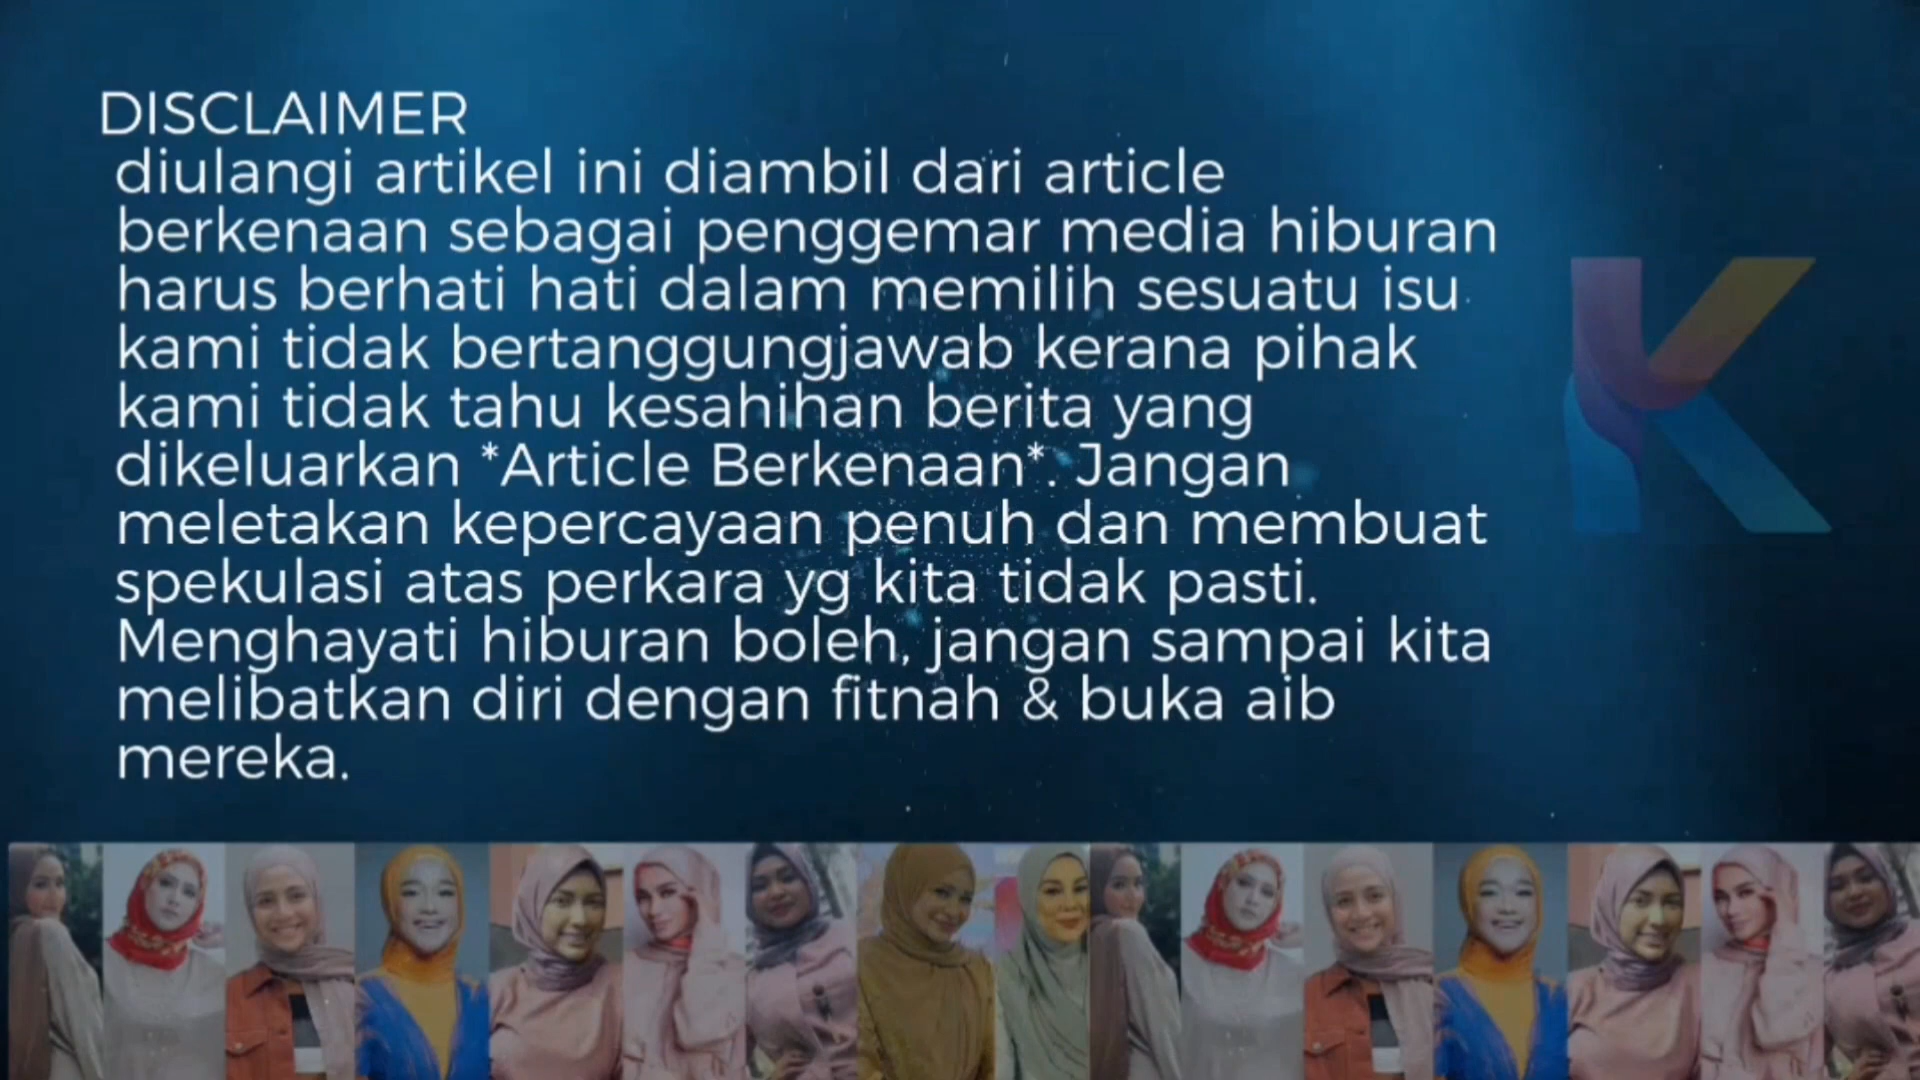 DISCLAIMER
diulangi artikel ini diambil dari article
berkenaan sebagai penggemar media hiburan
harus berhati hati dalam memilih sesuatu isu
kami tidak bertanggungjawab kerana pihak
kami tidak tahu kesahihan berita yang
dikeluarkan *Article Berkenaan*. Jangan
meletakan kepercayaan penuh dan membuat
spekulasi atas perkara yg kita tidak pasti.
Menghayati hiburan boleh, jangan sampai kita
melibatkan diri dengan fitnah & buka aib
mereka.
K